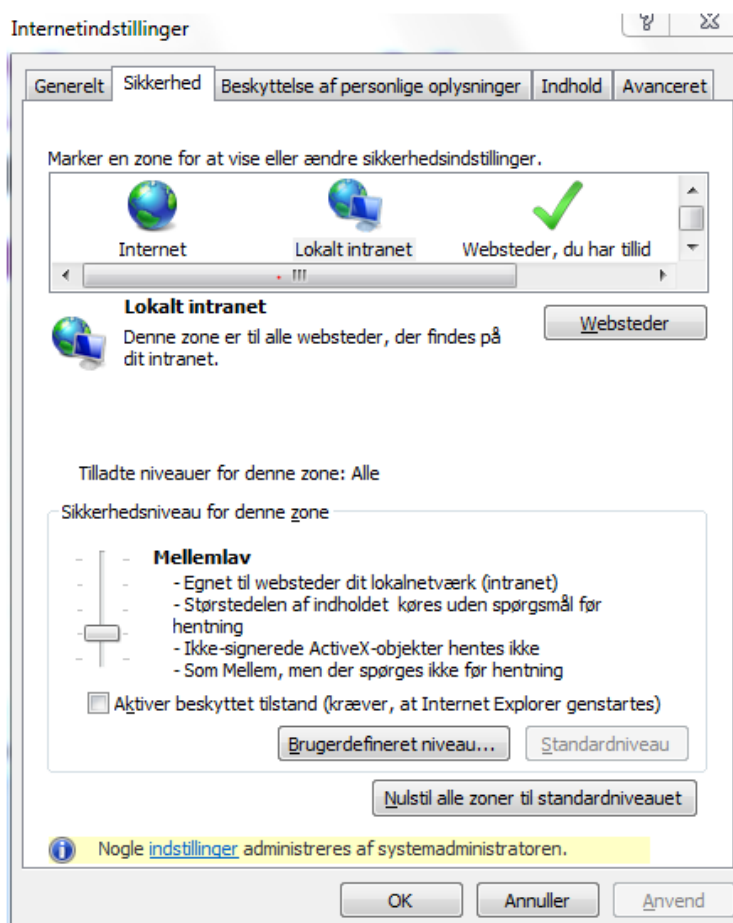 Internetindstillinger
Generelt Sikkerhed Beskyttelse af personlige oplysninger Indhold Avanceret
Marker en zone for at vise eller ændre sikkerhedsindstillinger.
Internet Lokalt intranet Websteder, du har tillid
Lokalt intranet
Denne zone er til alle websteder, der findes på
dit intranet.
Websteder
Tilladte niveauer for denne zone: Alle
Sikkerhedsniveau for denne zone
Mellemlav
- Egnet til websteder dit lokalnetværk (intranet)
- Størstedelen af indholdet køres uden spørgsmål før
hentning
- Ikke-signerede ActiveX-objekter hentes ikke
- Som Mellem, men der spørges ikke før hentning
Aktiver beskyttet tilstand (kræver, at Internet Explorer genstartes)
Brugerdefineret niveau... Standardniveau
Nulstil alle zoner til standardniveauet
Nogle indstillinger administreres af systemadministratoren.
OK Annuller Anvend